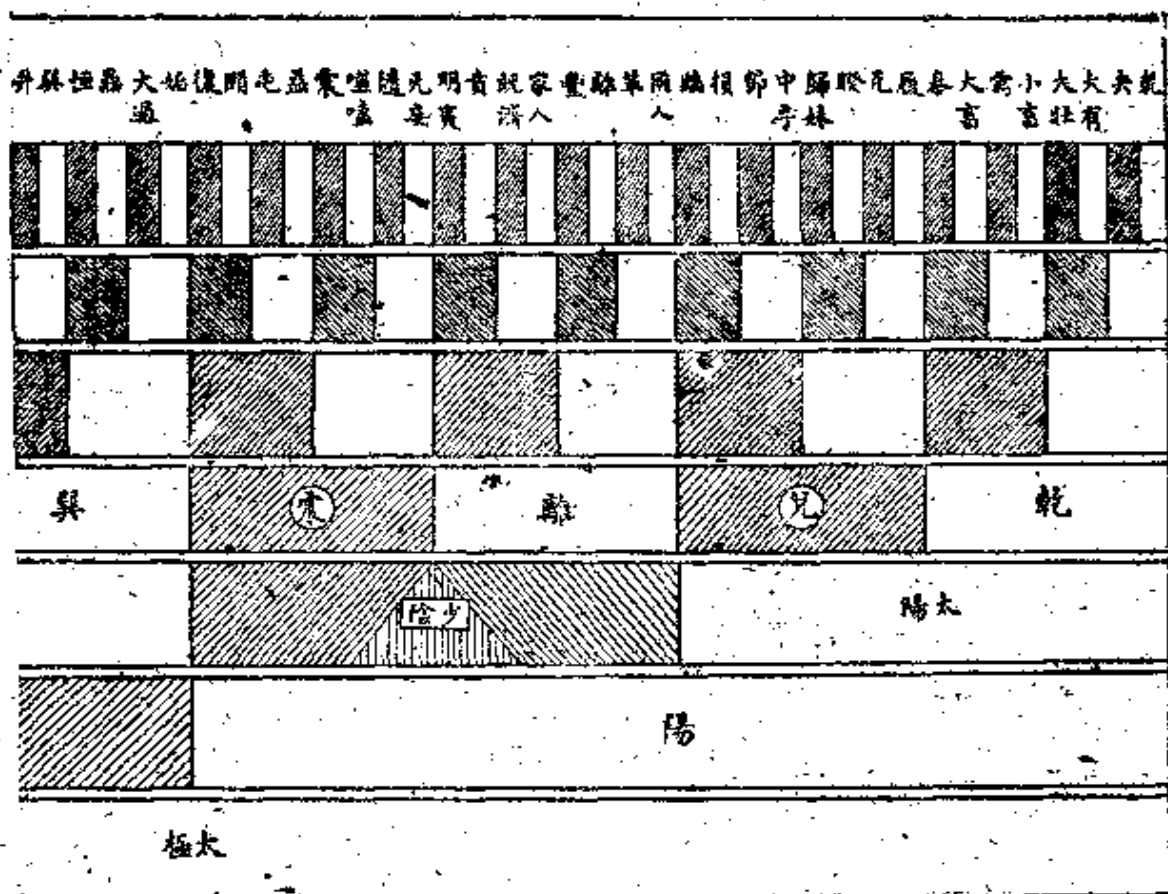 乾
夬
大有
大壯
小畜
需
大畜
泰
履
兌
睽
歸妹
中孚
節
損
臨
同人
革
離
豐
家人
既濟
賁
明夷
无妄
隨
噬嗑
震
益
屯
頤
復
姤
大過
鼎
恒
巽
井
乾
兌
離
震
巽
太陽
少陰
陽
太極